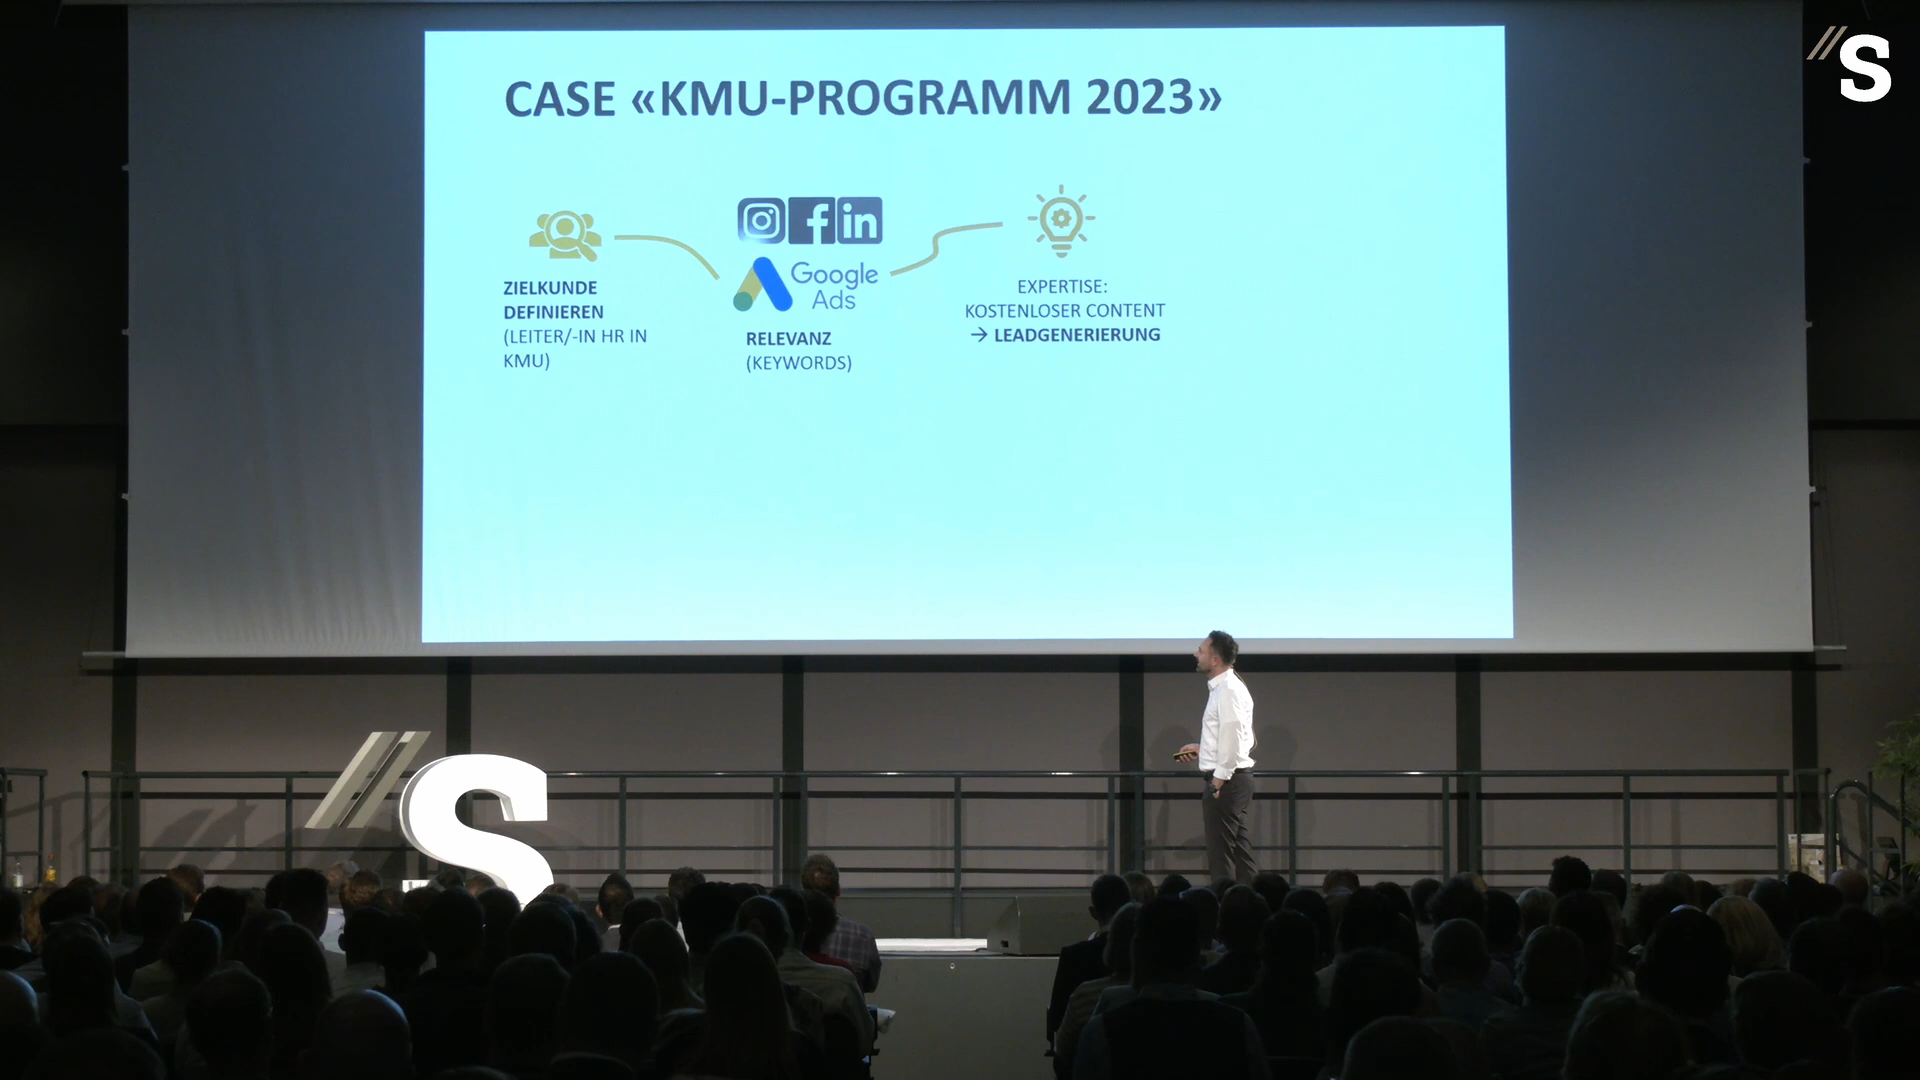 CASE «KMU-PROGRAMM 2023»
ZIELKUNDE
DEFINIEREN
(LEITER/-IN HR IN
KMU)
f in
Google
Ads
RELEVANZ
(KEYWORDS)
EXPERTISE:
KOSTENLOSER CONTENT
→ LEADGENERIERUNG
//S
//S